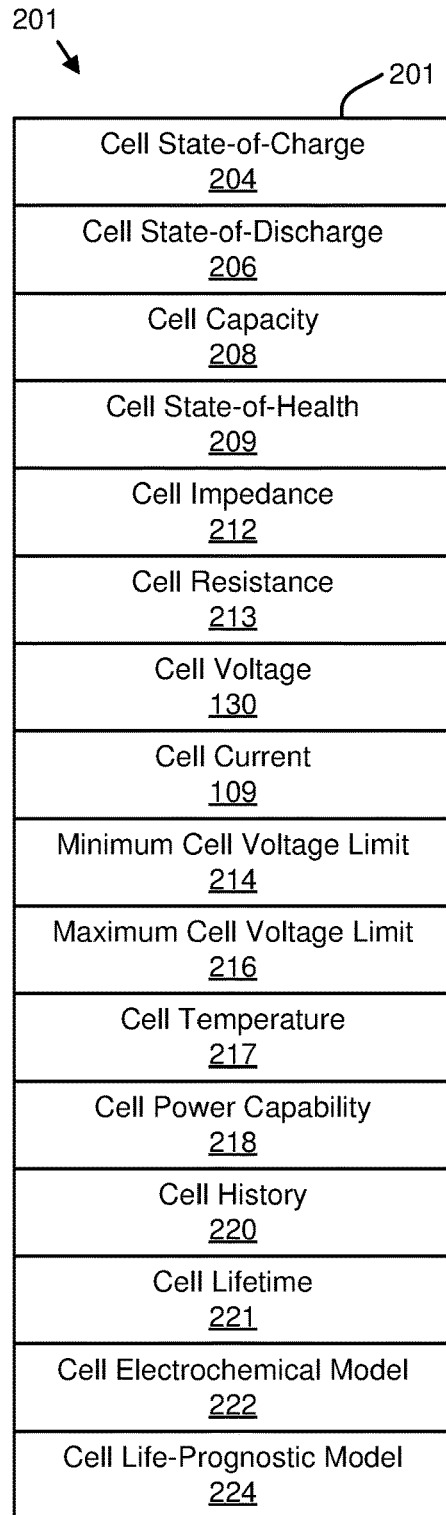 201
201
Cell State-of-Charge
204
Cell State-of-Discharge
206
Cell Capacity
208
Cell State-of-Health
209
Cell Impedance
212
Cell Resistance
213
Cell Voltage
130
Cell Current
109
Minimum Cell Voltage Limit
214
Maximum Cell Voltage Limit
216
Cell Temperature
217
Cell Power Capability
218
Cell History
220
Cell Lifetime
221
Cell Electrochemical Model
222
Cell Life-Prognostic Model
224